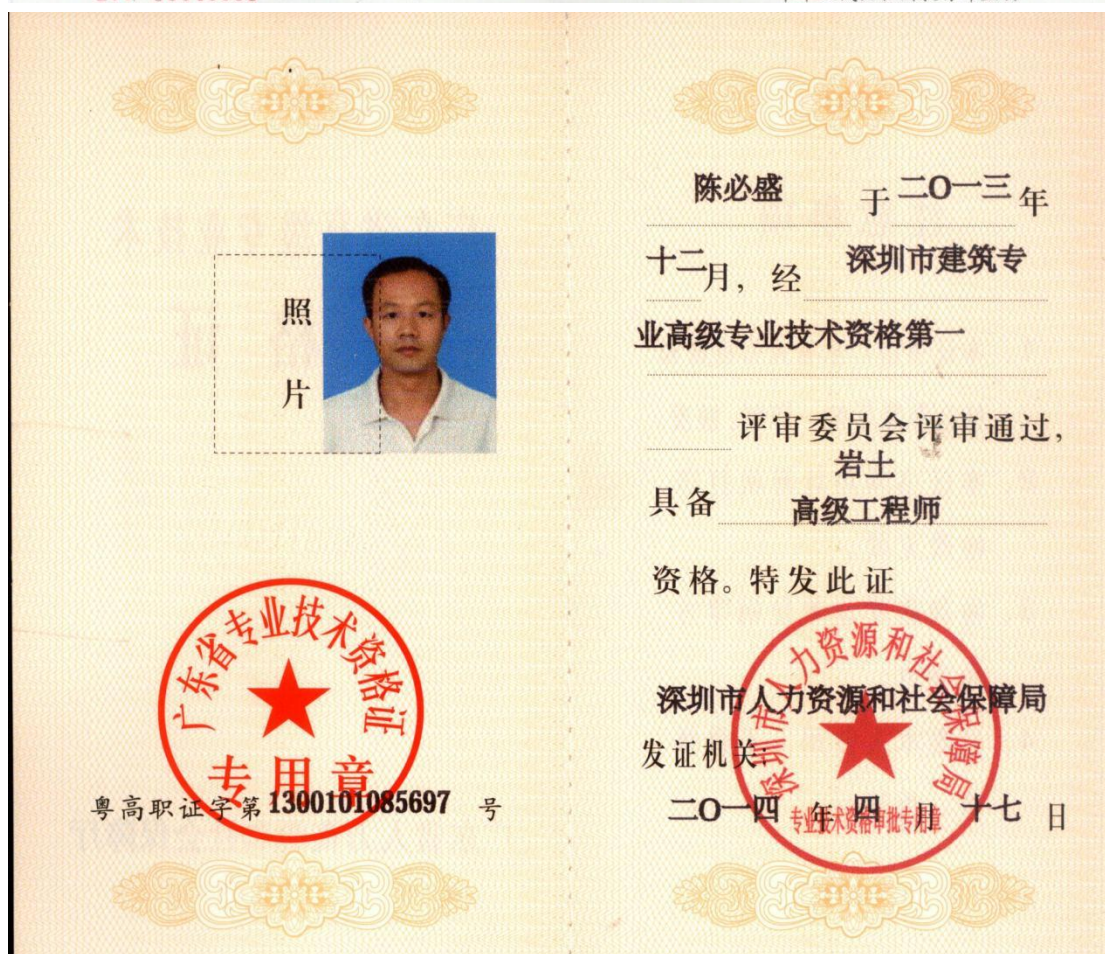 照
片
广东省专业技术资格证
专用章
粤高职证字第1300101085697号
陈必盛 于二〇一三年
十二月，经 深圳市建筑专
业高级专业技术资格第一
评审委员会评审通过，
岩土
具备 高级工程师
资格。特发此证
深圳市人力资源和社会保障局
发证机关：
二〇一四年四月十七日
深圳市人力资源和社会保障局
专业技术资格审批专用章